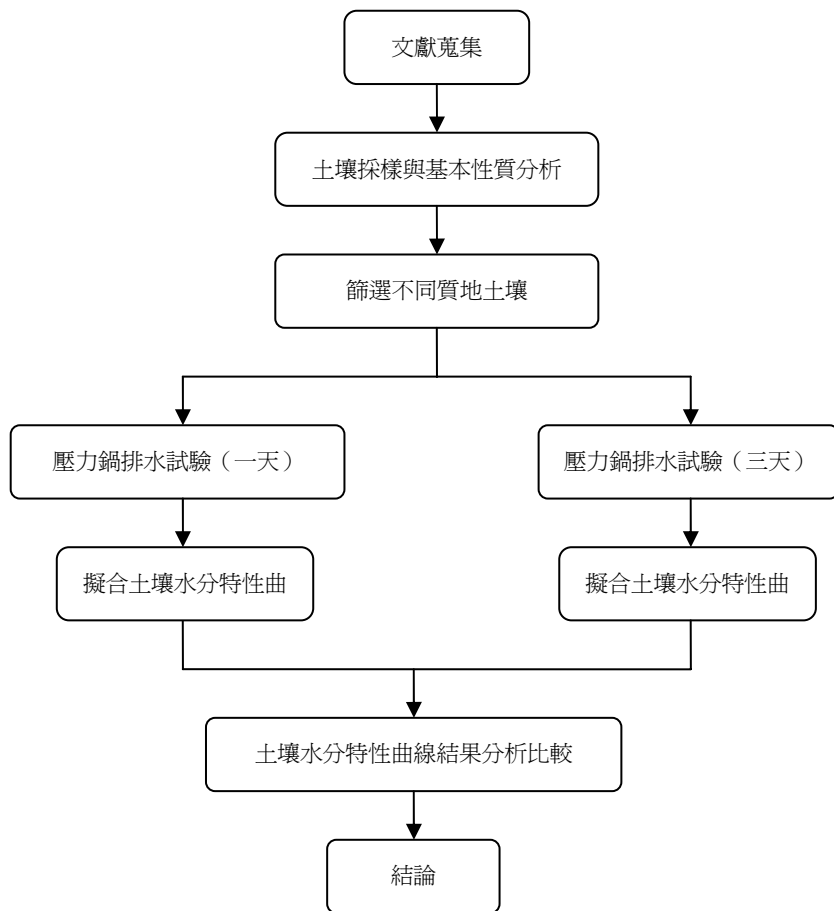 文獻蒐集
土壤採樣與基本性質分析
篩選不同質地土壤
壓力鍋排水試驗（一天）
壓力鍋排水試驗（三天）
擬合土壤水分特性曲
擬合土壤水分特性曲
土壤水分特性曲線結果分析比較
結論